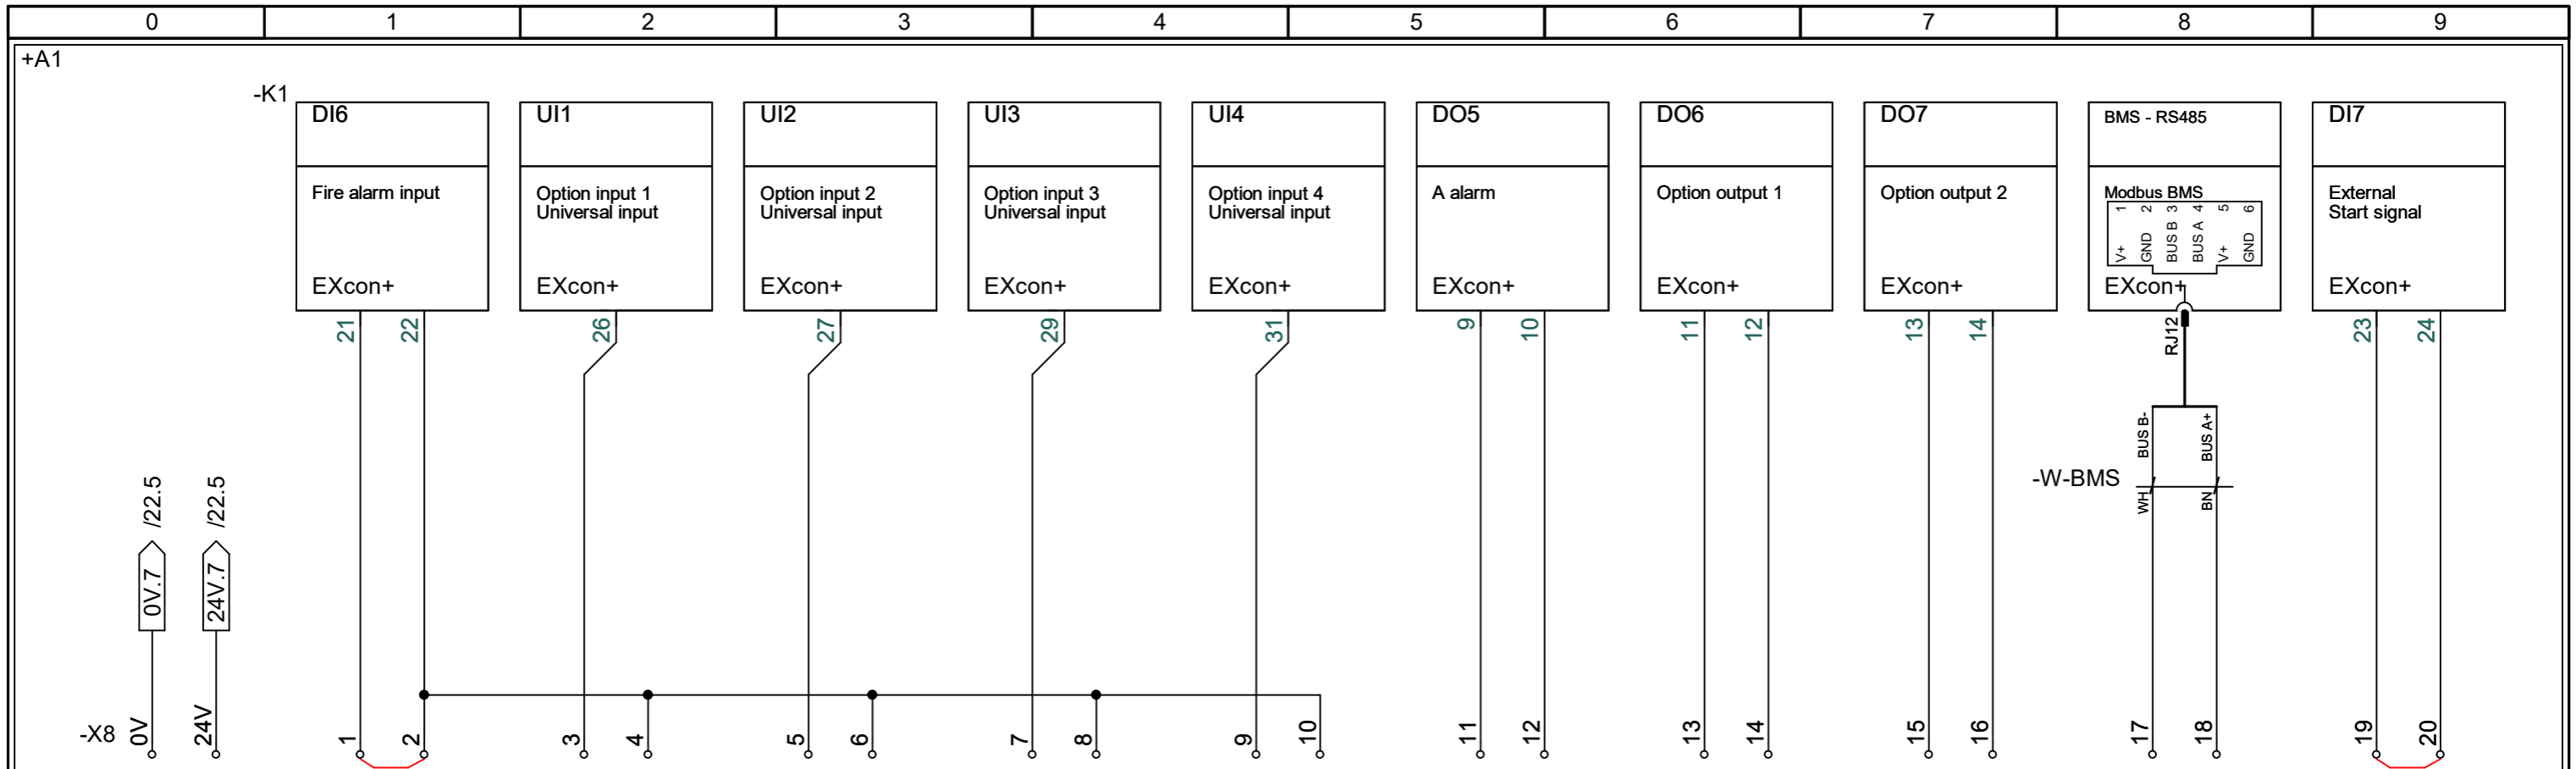 0 1 2 3 4 5 6 7 8 9
+A1
-K1
DI6 UI1 UI2 UI3 UI4 DO5 DO6 DO7 BMS - RS485 DI7
Fire alarm input
Option input 1
Universal input
Option input 2
Universal input
Option input 3
Universal input
Option input 4
Universal input
A alarm
Option output 1
Option output 2
Modbus BMS
1 2 3 4 5 6
V+ GND BUS B BUS A V+ GND
External
Start signal
EXcon+ EXcon+ EXcon+ EXcon+ EXcon+ EXcon+ EXcon+ EXcon+ EXcon+ EXcon+
21 22 26 27 29 31 9 10 11 12 13 14 RJ12 23 24
BUS B- BUS A+
-W-BMS
WH BN
/22.5 /22.5
0V.7 24V.7
-X8 0V 24V 1 2 3 4 5 6 7 8 9 10 11 12 13 14 15 16 17 18 19 20